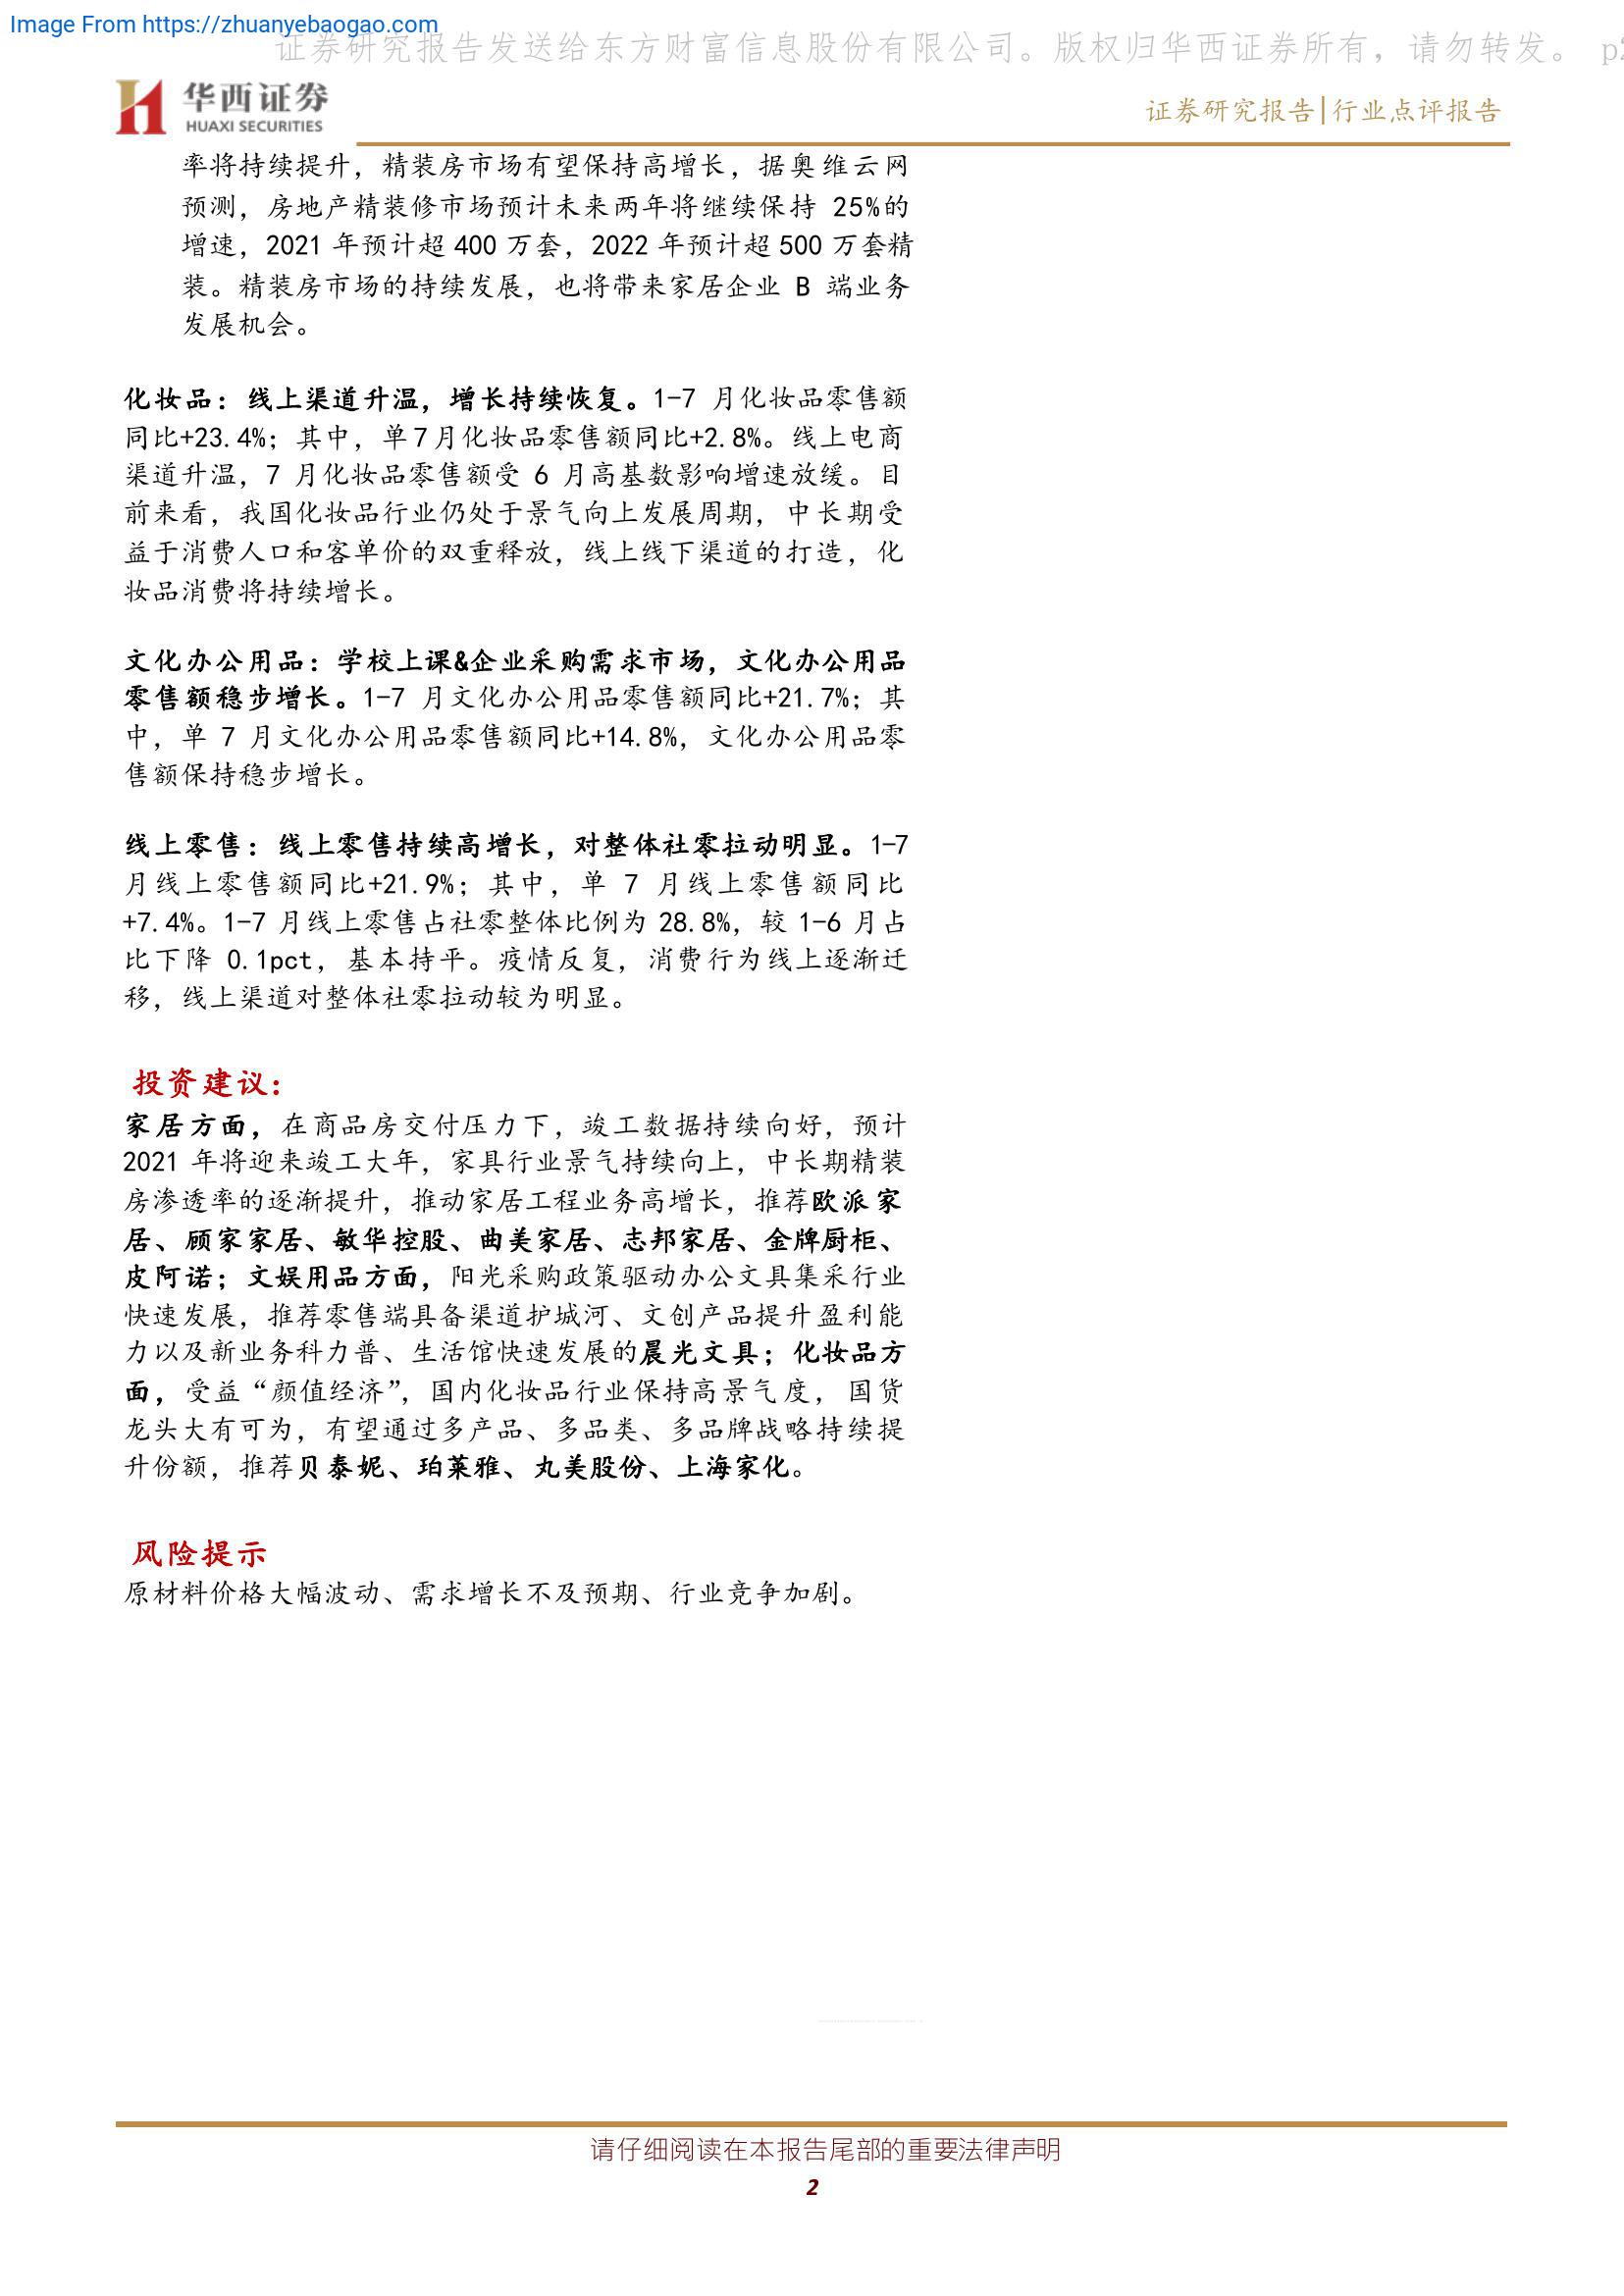 Image From https://zhuanyebaogao.com
证券研究报告发送给东方财富信息股份有限公司。版权归华西证券所有，请勿转发。 p2
华西证券
HUAXI SECURITIES
证券研究报告|行业点评报告
率将持续提升，精装房市场有望保持高增长，据奥维云网
预测，房地产精装修市场预计未来两年将继续保持 25%的
增速，2021 年预计超 400 万套，2022 年预计超 500 万套精
装。精装房市场的持续发展，也将带来家居企业 B 端业务
发展机会。
化妆品：线上渠道升温，增长持续恢复。1-7 月化妆品零售额
同比+23.4%；其中，单 7 月化妆品零售额同比+2.8%。线上电商
渠道升温，7 月化妆品零售额受 6 月高基数影响增速放缓。目
前来看，我国化妆品行业仍处于景气向上发展周期，中长期受
益于消费人口和客单价的双重释放，线上线下渠道的打造，化
妆品消费将持续增长。
文化办公用品：学校上课&企业采购需求市场，文化办公用品
零售额稳步增长。1-7 月文化办公用品零售额同比+21.7%；其
中，单 7 月文化办公用品零售额同比+14.8%，文化办公用品零
售额保持稳步增长。
线上零售：线上零售持续高增长，对整体社零拉动明显。1-7
月线上零售额同比+21.9%；其中，单 7 月线上零售额同比
+7.4%。1-7 月线上零售占社零整体比例为 28.8%，较 1-6 月占
比下降 0.1pct，基本持平。疫情反复，消费行为线上逐渐迁
移，线上渠道对整体社零拉动较为明显。
投资建议：
家居方面，在商品房交付压力下，竣工数据持续向好，预计
2021 年将迎来竣工大年，家具行业景气持续向上，中长期精装
房渗透率的逐渐提升，推动家居工程业务高增长，推荐欧派家
居、顾家家居、敏华控股、曲美家居、志邦家居、金牌厨柜、
皮阿诺；文娱用品方面，阳光采购政策驱动办公文具集采行业
快速发展，推荐零售端具备渠道护城河、文创产品提升盈利能
力以及新业务科力普、生活馆快速发展的晨光文具；化妆品方
面，受益“颜值经济”，国内化妆品行业保持高景气度，国货
龙头大有可为，有望通过多产品、多品类、多品牌战略持续提
升份额，推荐贝泰妮、珀莱雅、丸美股份、上海家化。
风险提示
原材料价格大幅波动、需求增长不及预期、行业竞争加剧。
请仔细阅读在本报告尾部的重要法律声明
2